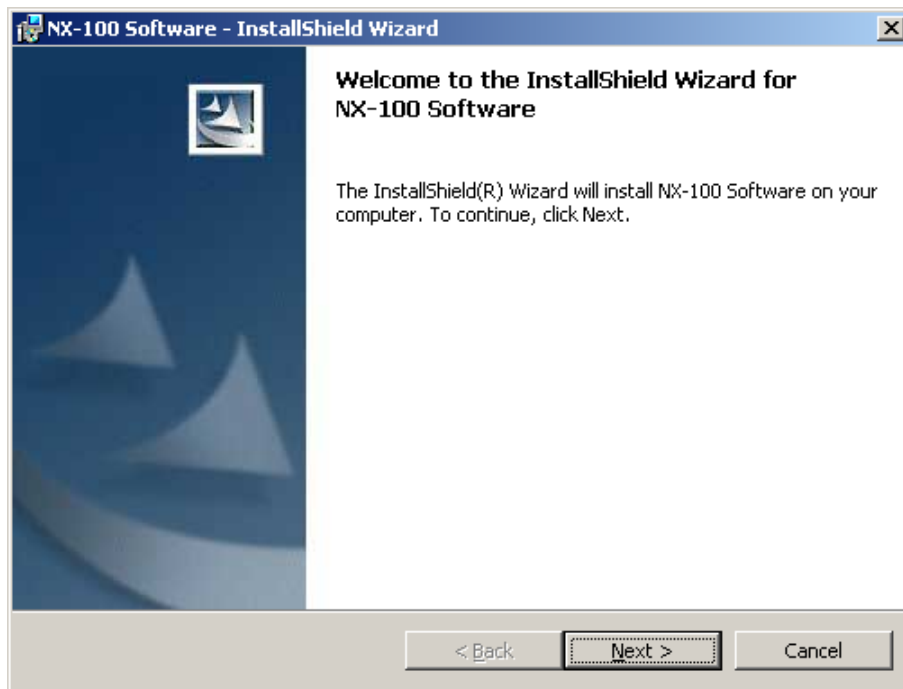 NX-100 Software - InstallShield Wizard
Welcome to the InstallShield Wizard for
NX-100 Software
The InstallShield(R) Wizard will install NX-100 Software on your
computer. To continue, click Next.
< Back
Next >
Cancel